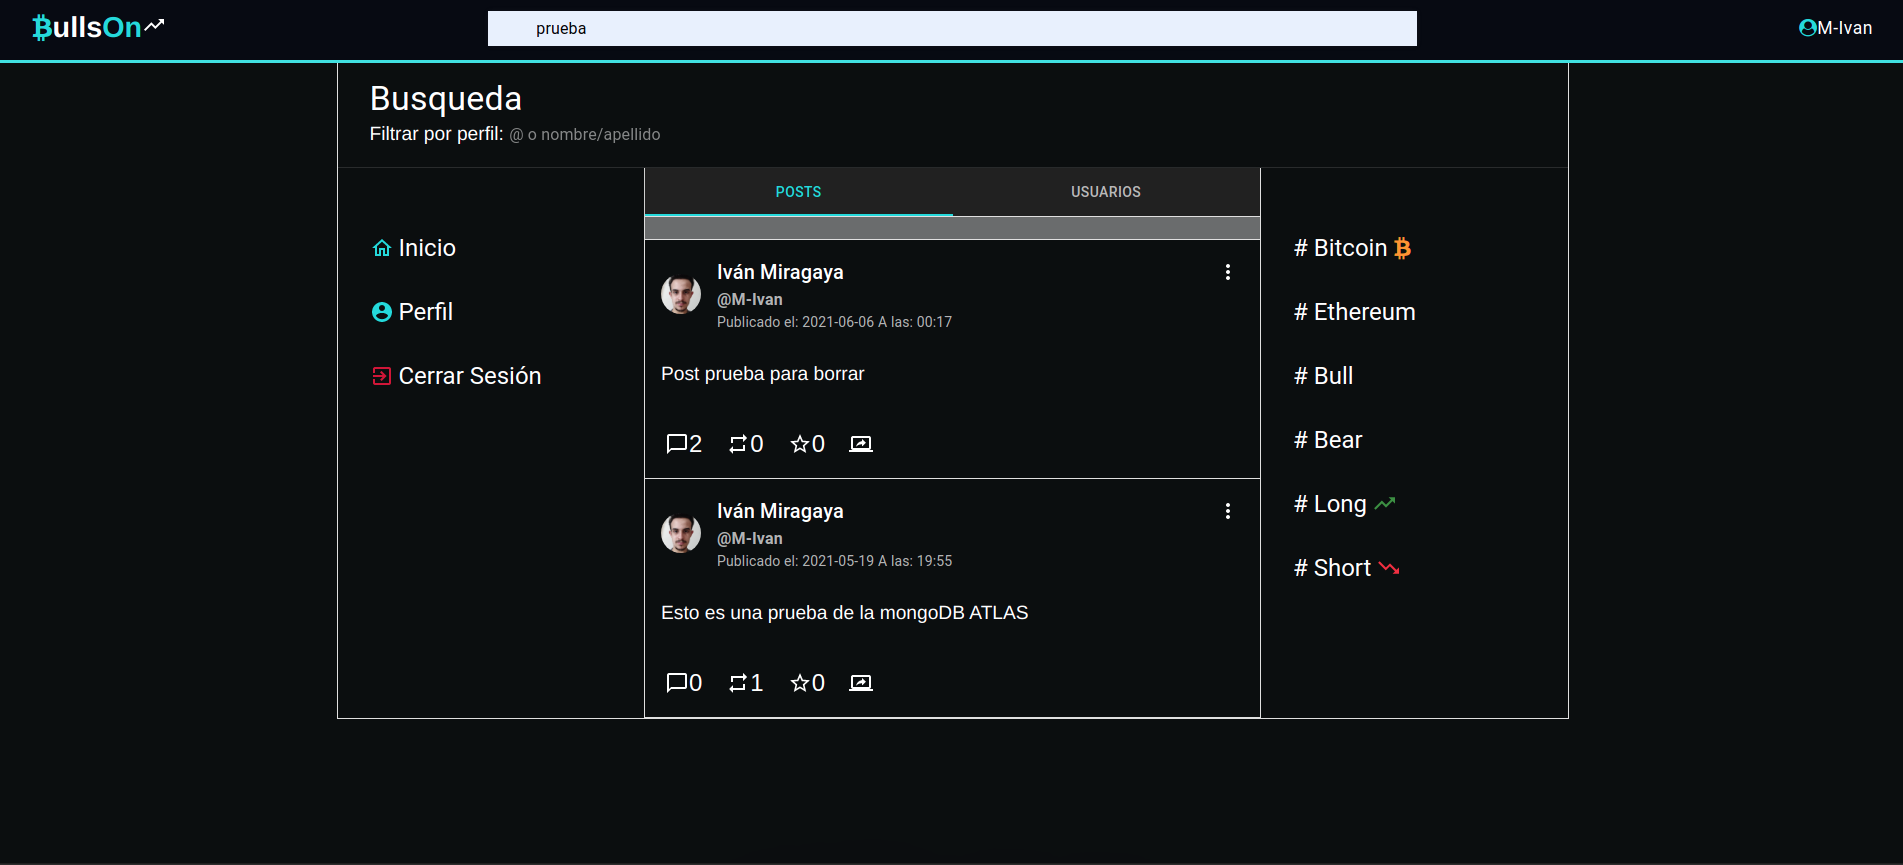 BullsOn
prueba
M-Ivan
Busqueda
Filtrar por perfil: @ o nombre/apellido
POSTS
USUARIOS
Inicio
Perfil
Cerrar Sesión
Iván Miragaya
@M-Ivan
Publicado el: 2021-06-06 A las: 00:17
Post prueba para borrar
2 0 0
Iván Miragaya
@M-Ivan
Publicado el: 2021-05-19 A las: 19:55
Esto es una prueba de la mongoDB ATLAS
0 1 0
# Bitcoin
# Ethereum
# Bull
# Bear
# Long
# Short